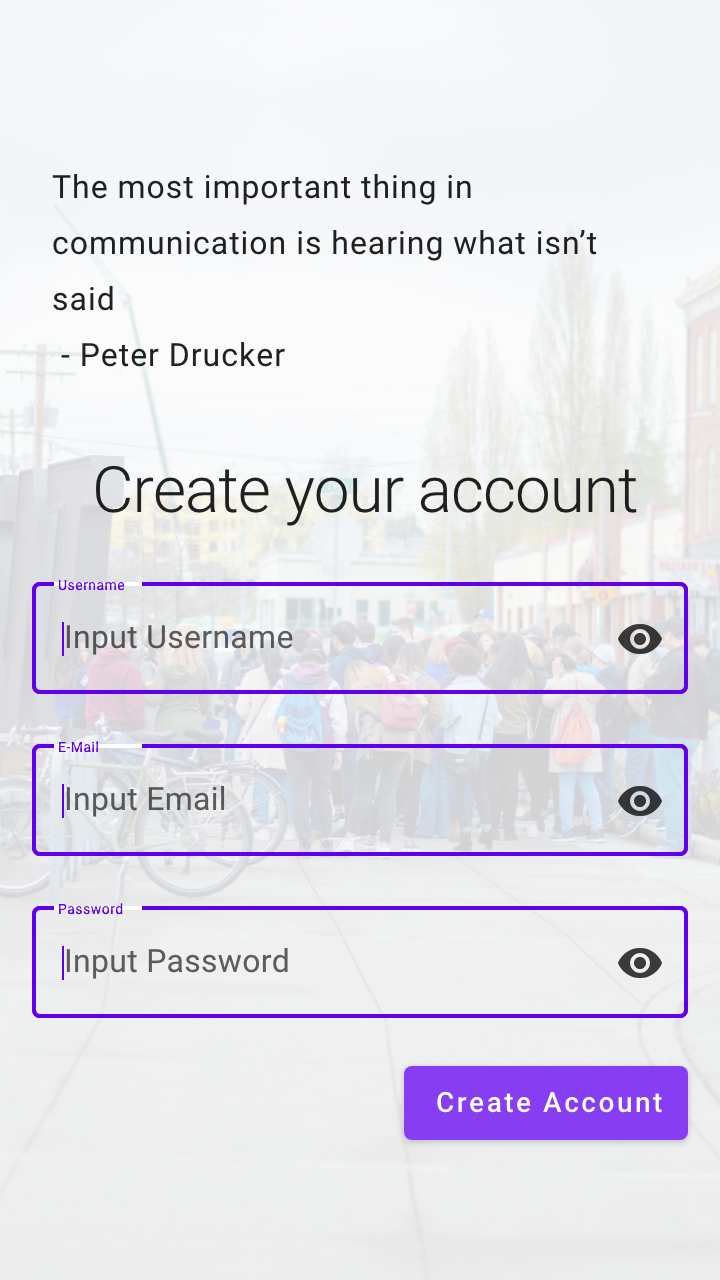 The most important thing in
communication is hearing what isn’t
said
- Peter Drucker
Create your account
Username
Input Username
E-Mail
Input Email
Password
Input Password
Create Account